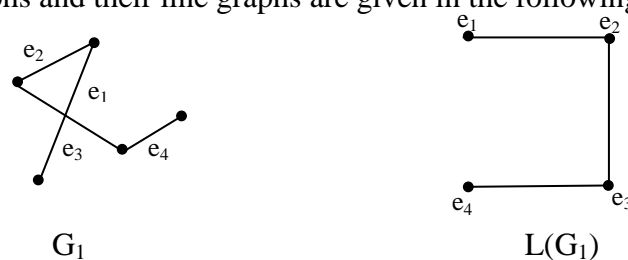 ns and their line graphs are given in the following
e₂
e₁
e₃
e₄
G₁
e₁
e₂
e₄
e₃
L(G₁)